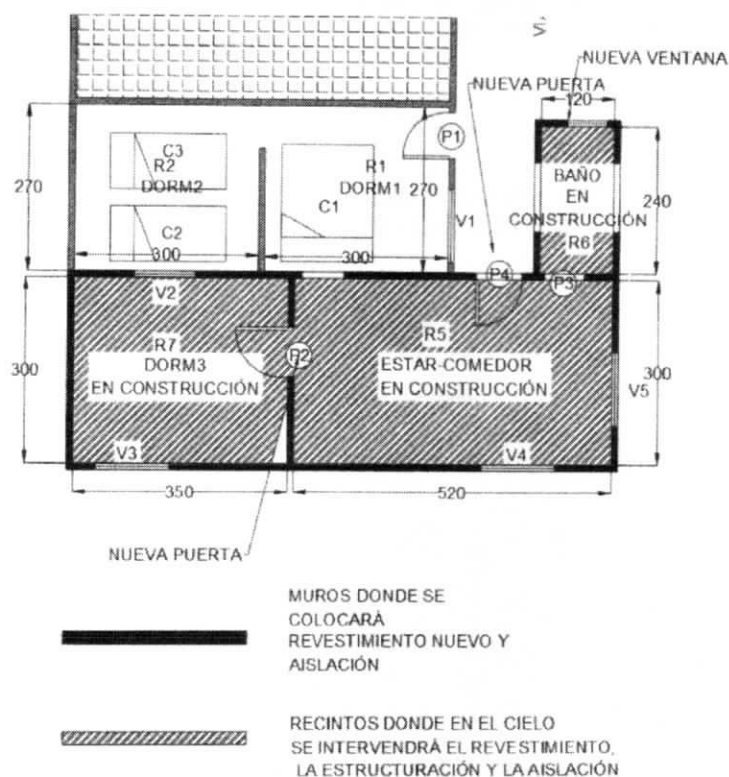 NUEVA VENTANA
NUEVA PUERTA
120
P1
C3
R2
DORM2
R1
DORM1
270
270
C1
V1
BAÑO
EN
CONSTRUCCIÓN
R6
240
C2
300
300
P4
P3
V2
R7
DORM3
EN CONSTRUCCIÓN
P2
R5
ESTAR-COMEDOR
EN CONSTRUCCIÓN
300
300
V5
V3
V4
350
520
NUEVA PUERTA
MUROS DONDE SE
COLOCARÁ
REVESTIMIENTO NUEVO Y
AISLACIÓN
RECINTOS DONDE EN EL CIELO
SE INTERVENDRÁ EL REVESTIMIENTO,
LA ESTRUCTURACIÓN Y LA AISLACIÓN